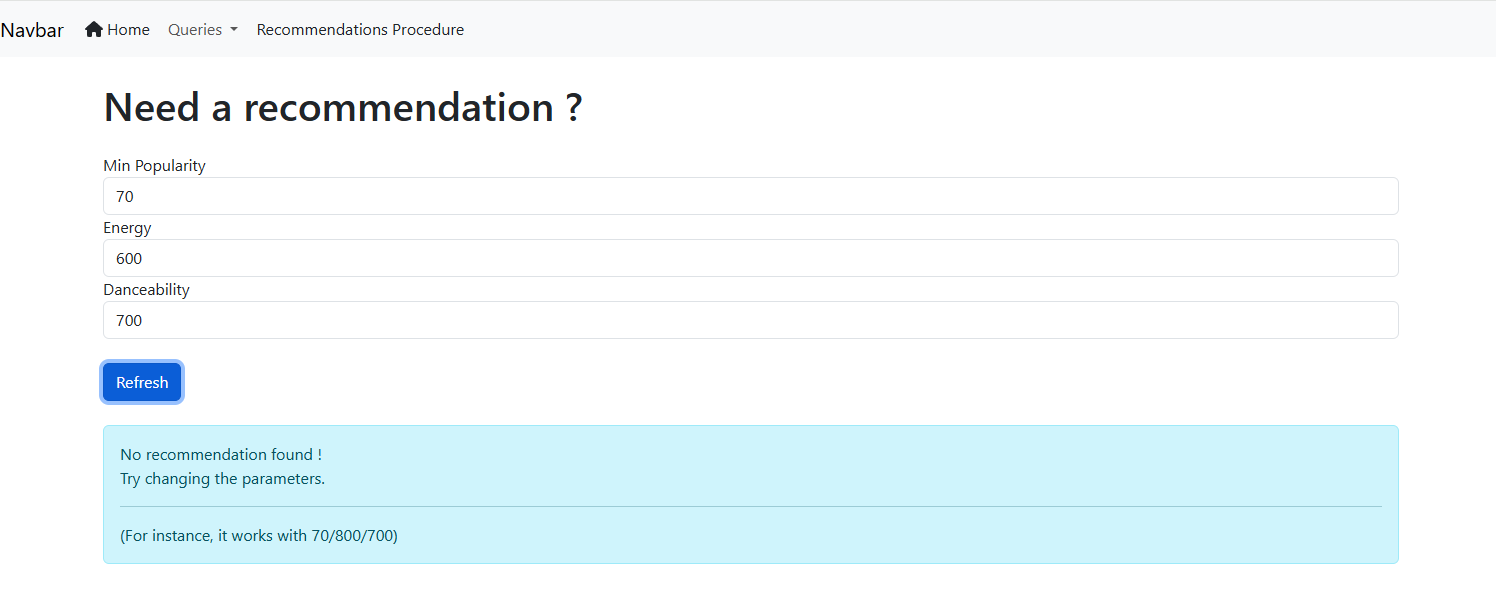 Navbar Home Queries Recommendations Procedure
Need a recommendation ?
Min Popularity
70
Energy
600
Danceability
700
Refresh
No recommendation found !
Try changing the parameters.
(For instance, it works with 70/800/700)